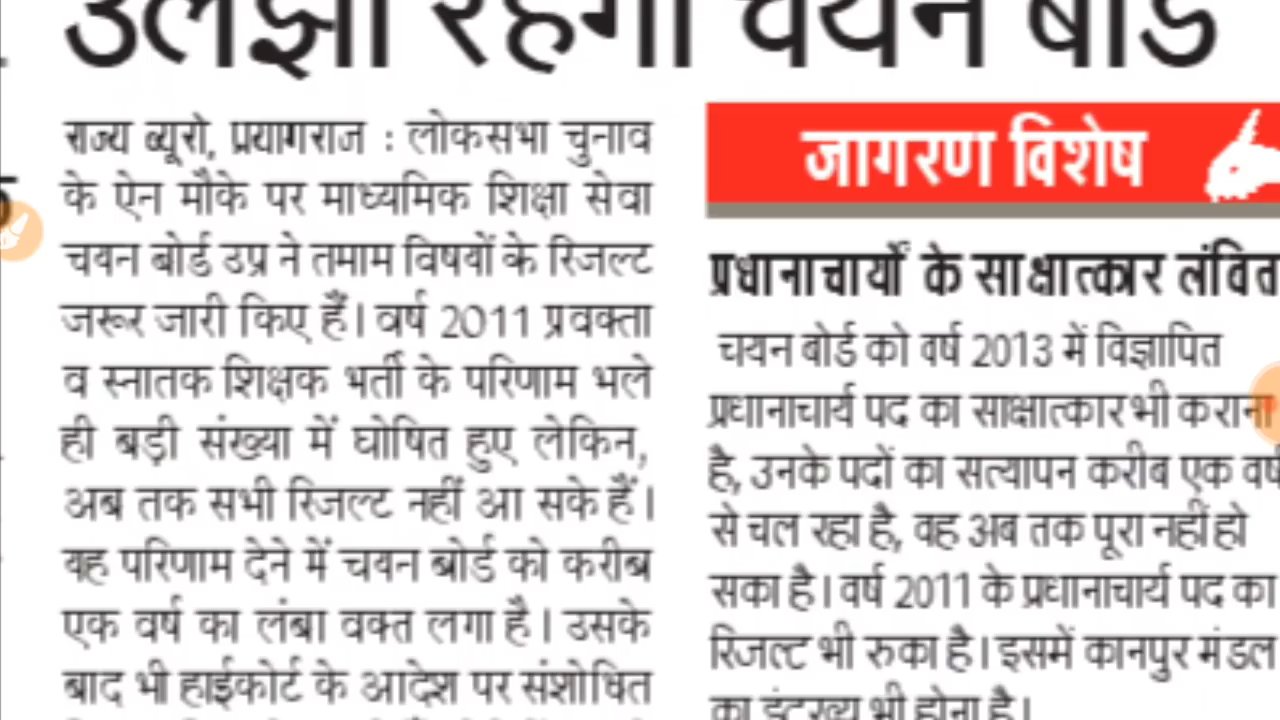 उलझा रहेगा चयन बोर्ड
राज्य ब्यूरो, प्रयागराज : लोकसभा चुनाव
के ऐन मौके पर माध्यमिक शिक्षा सेवा
चयन बोर्ड उप्र ने तमाम विषयों के रिजल्ट
जरूर जारी किए हैं। वर्ष 2011 प्रवक्ता
व स्नातक शिक्षक भर्ती के परिणाम भले
ही बड़ी संख्या में घोषित हुए लेकिन,
अब तक सभी रिजल्ट नहीं आ सके हैं।
यह परिणाम देने में चयन बोर्ड को करीब
एक वर्ष का लंबा वक्त लगा है। उसके
बाद भी हाईकोर्ट के आदेश पर संशोधित
जागरण विशेष
प्रधानाचार्यों के साक्षात्कार लंबित
चयन बोर्ड को वर्ष 2013 में विज्ञापित
प्रधानाचार्य पद का साक्षात्कार भी कराना
है, उनके पदों का सत्यापन करीब एक वर्ष
से चल रहा है, वह अब तक पूरा नहीं हो
सका है। वर्ष 2011 के प्रधानाचार्य पद का
रिजल्ट भी रुका है। इसमें कानपुर मंडल
का इंटरव्यू भी होना है।